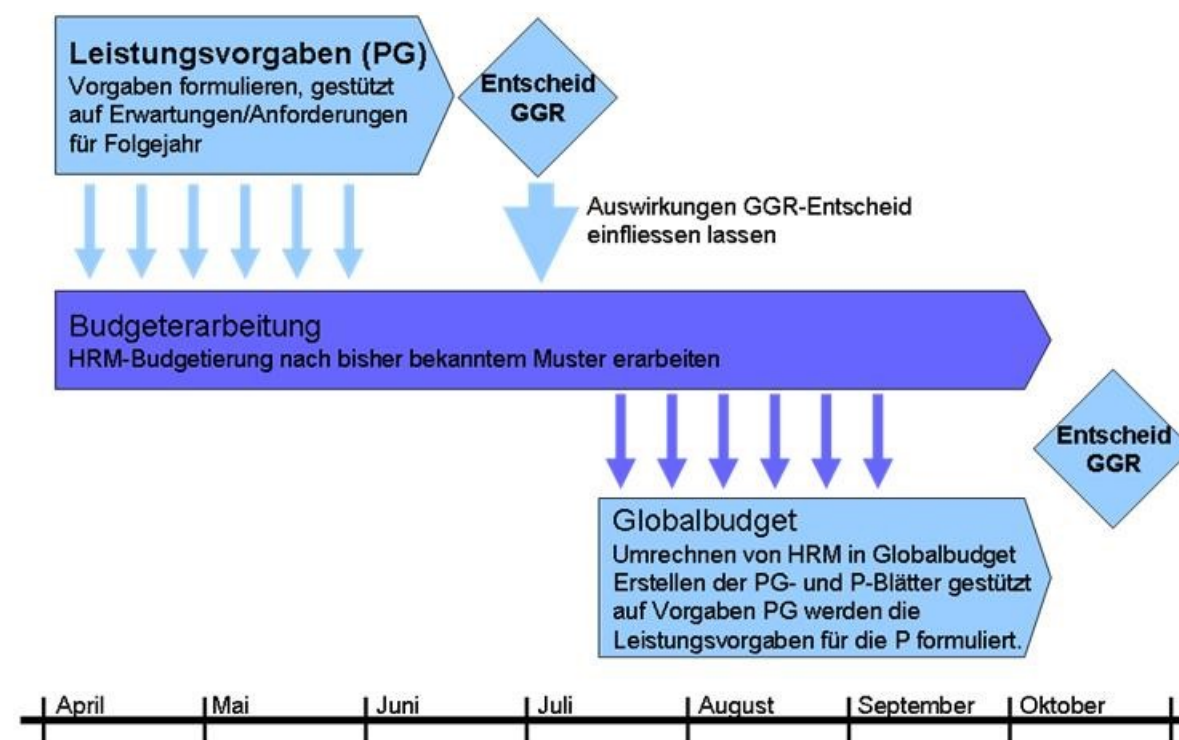 Leistungsvorgaben (PG)
Vorgaben formulieren, gestützt
auf Erwartungen/Anforderungen
für Folgejahr
Entscheid
GGR
Auswirkungen GGR-Entscheid
einfliessen lassen
Budgeterarbeitung
HRM-Budgetierung nach bisher bekanntem Muster erarbeiten
Entscheid
GGR
Globalbudget
Umrechnen von HRM in Globalbudget
Erstellen der PG- und P-Blätter gestützt
auf Vorgaben PG werden die
Leistungsvorgaben für die P formuliert.
April Mai Juni Juli August September Oktober